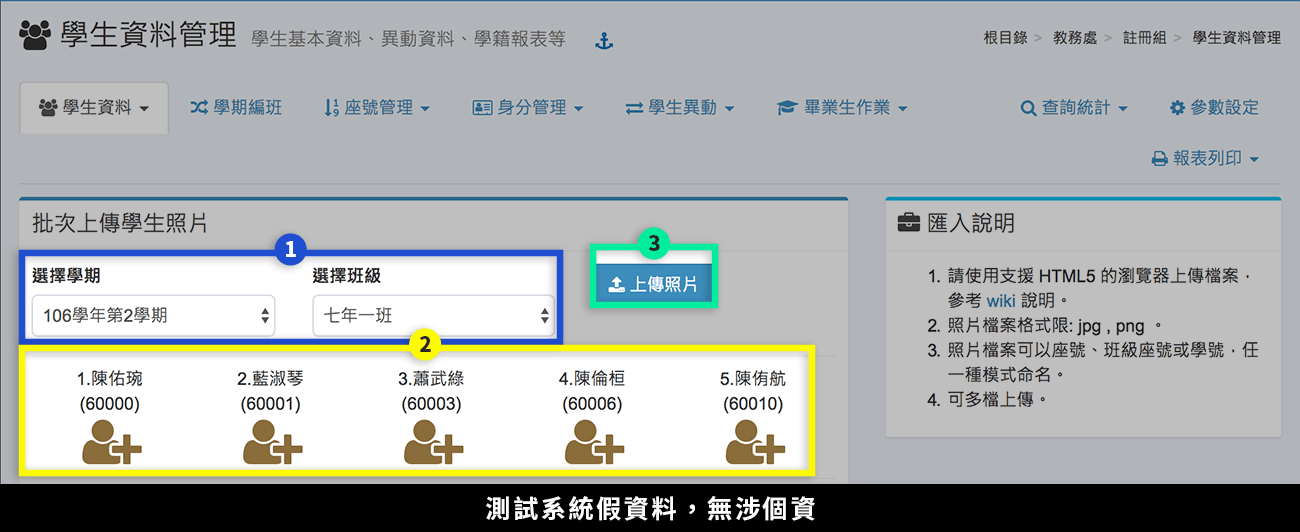 學生資料管理 學生基本資料、異動資料、學籍報表等
根目錄 > 教務處 > 註冊組 > 學生資料管理
學生資料 學期編班 座號管理 身分管理 學生異動 畢業生作業 查詢統計 參數設定
報表列印
批次上傳學生照片
1
選擇學期 選擇班級
106學年第2學期 七年一班
3
上傳照片
2
1.陳佑琬 2.藍淑琴 3.蕭武綠 4.陳倫桓 5.陳侑航
(60000) (60001) (60003) (60006) (60010)
匯入說明
1. 請使用支援 HTML5 的瀏覽器上傳檔案，
參考 wiki 說明。
2. 照片檔案格式限: jpg , png 。
3. 照片檔案可以座號、班級座號或學號，任
一種模式命名。
4. 可多檔上傳。
測試系統假資料，無涉個資